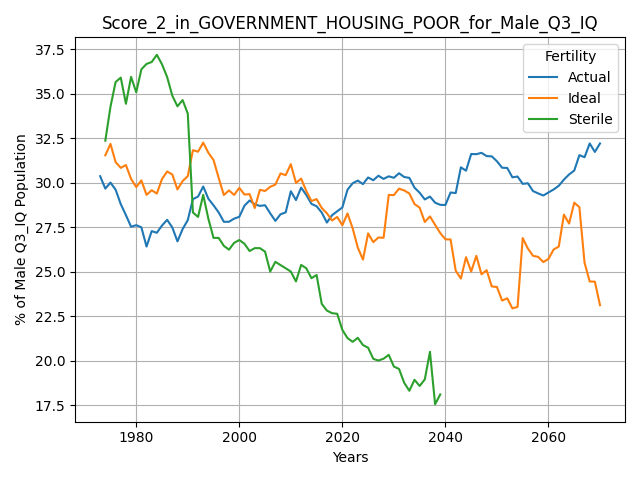 Score_2_in_GOVERNMENT_HOUSING_POOR_for_Male_Q3_IQ
Fertility
Actual
Ideal
Sterile
% of Male Q3_IQ Population
37.5
35.0
32.5
30.0
27.5
25.0
22.5
20.0
17.5
1980
2000
2020
2040
2060
Years